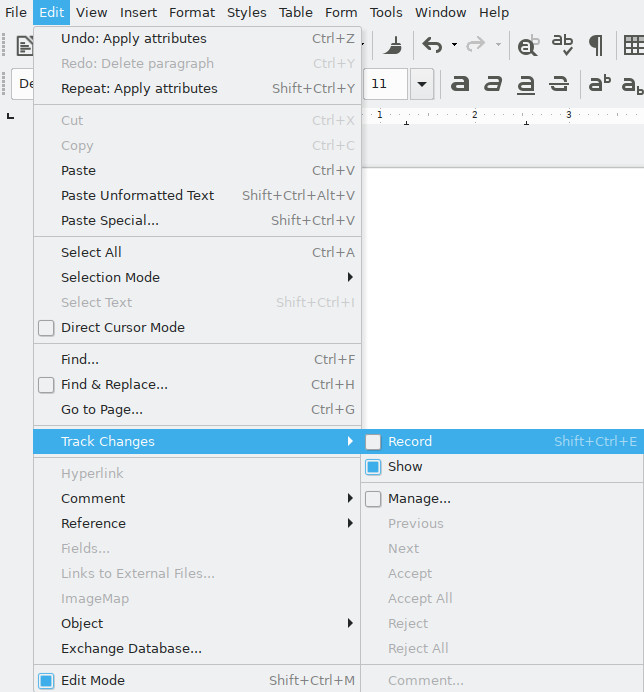 File Edit View Insert Format Styles Table Form Tools Window Help
Undo: Apply attributes Ctrl+Z
Redo: Delete paragraph Ctrl+Y
Repeat: Apply attributes Shift+Ctrl+Y
De 11
Cut Ctrl+X
1 2 3
Copy Ctrl+C
Paste Ctrl+V
Paste Unformatted Text Shift+Ctrl+Alt+V
Paste Special... Shift+Ctrl+V
Select All Ctrl+A
Selection Mode
Select Text Shift+Ctrl+I
Direct Cursor Mode
Find... Ctrl+F
Find & Replace... Ctrl+H
Go to Page... Ctrl+G
Track Changes
Record Shift+Ctrl+E
Show
Hyperlink
Comment
Manage...
Reference
Previous
Fields...
Next
Links to External Files...
Accept
ImageMap
Accept All
Object
Reject
Exchange Database...
Reject All
Edit Mode Shift+Ctrl+M
Comment...